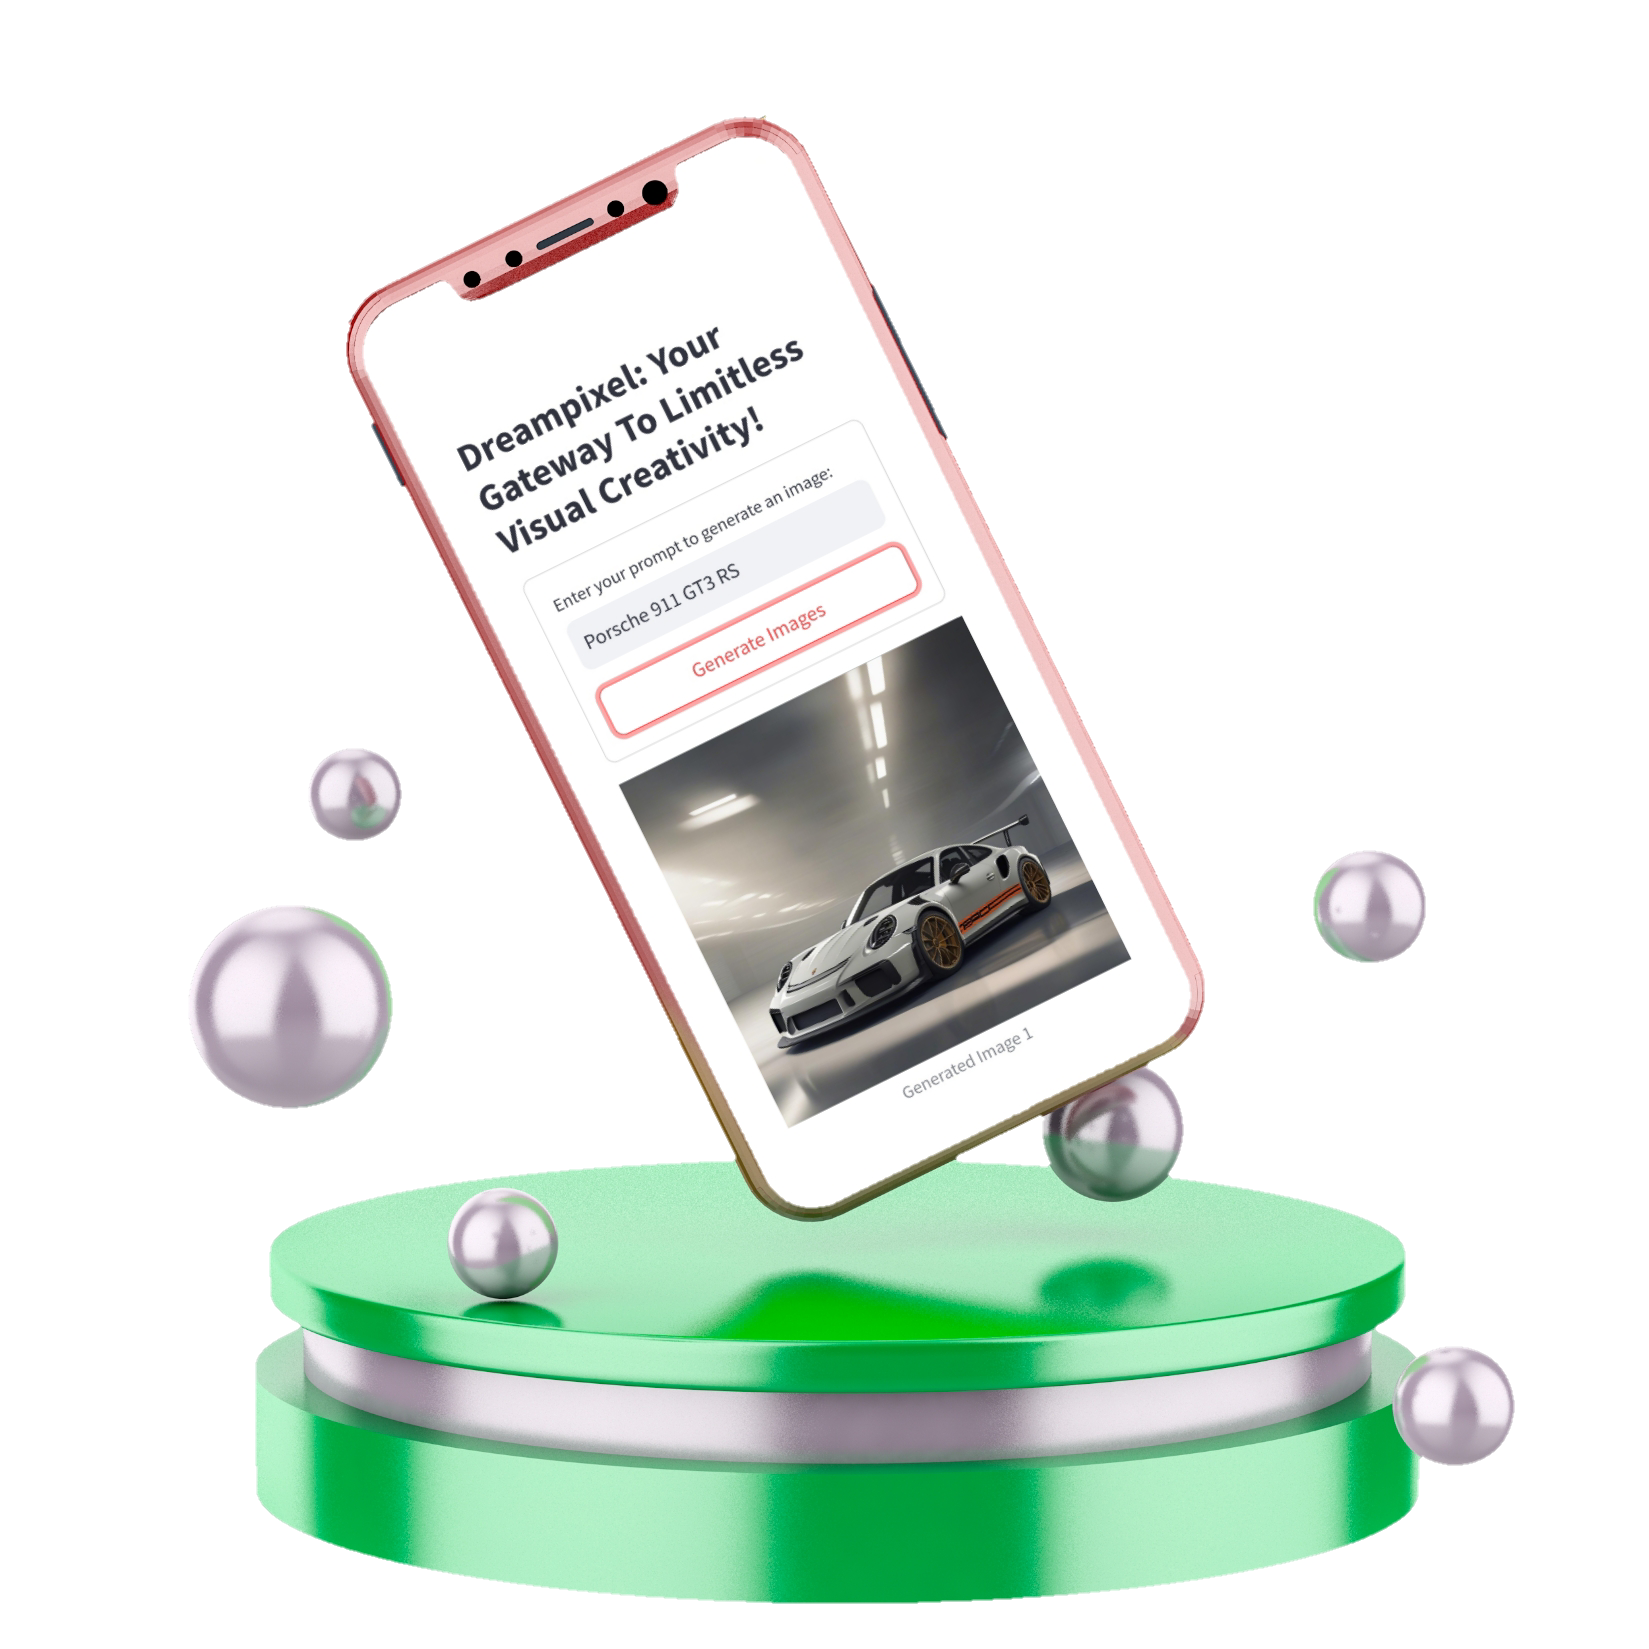 Dreampixel: Your
Gateway To Limitless
Visual Creativity!
Enter your prompt to generate an image:
Porsche 911 GT3 RS
Generate Images
Generated Image 1